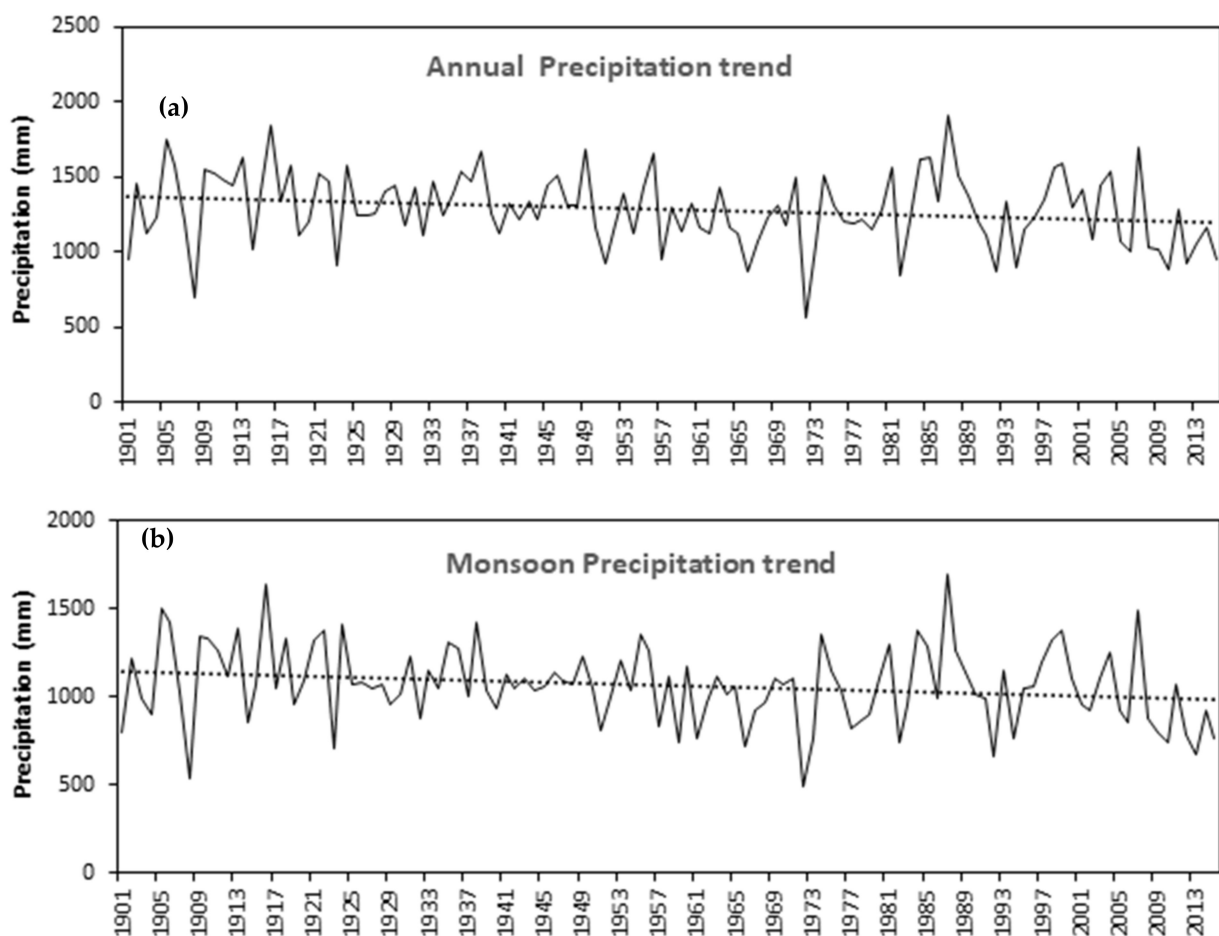 2500
Annual Precipitation trend
(a)
2000
1500
1000
500
0
Precipitation (mm)
1901 1905 1909 1913 1917 1921 1925 1929 1933 1937 1941 1945 1949 1953 1957 1961 1965 1969 1973 1977 1981 1985 1989 1993 1997 2001 2005 2009 2013
2000
(b)
Monsoon Precipitation trend
1500
1000
500
0
Precipitation (mm)
1901 1905 1909 1913 1917 1921 1925 1929 1933 1937 1941 1945 1949 1953 1957 1961 1965 1969 1973 1977 1981 1985 1989 1993 1997 2001 2005 2009 2013